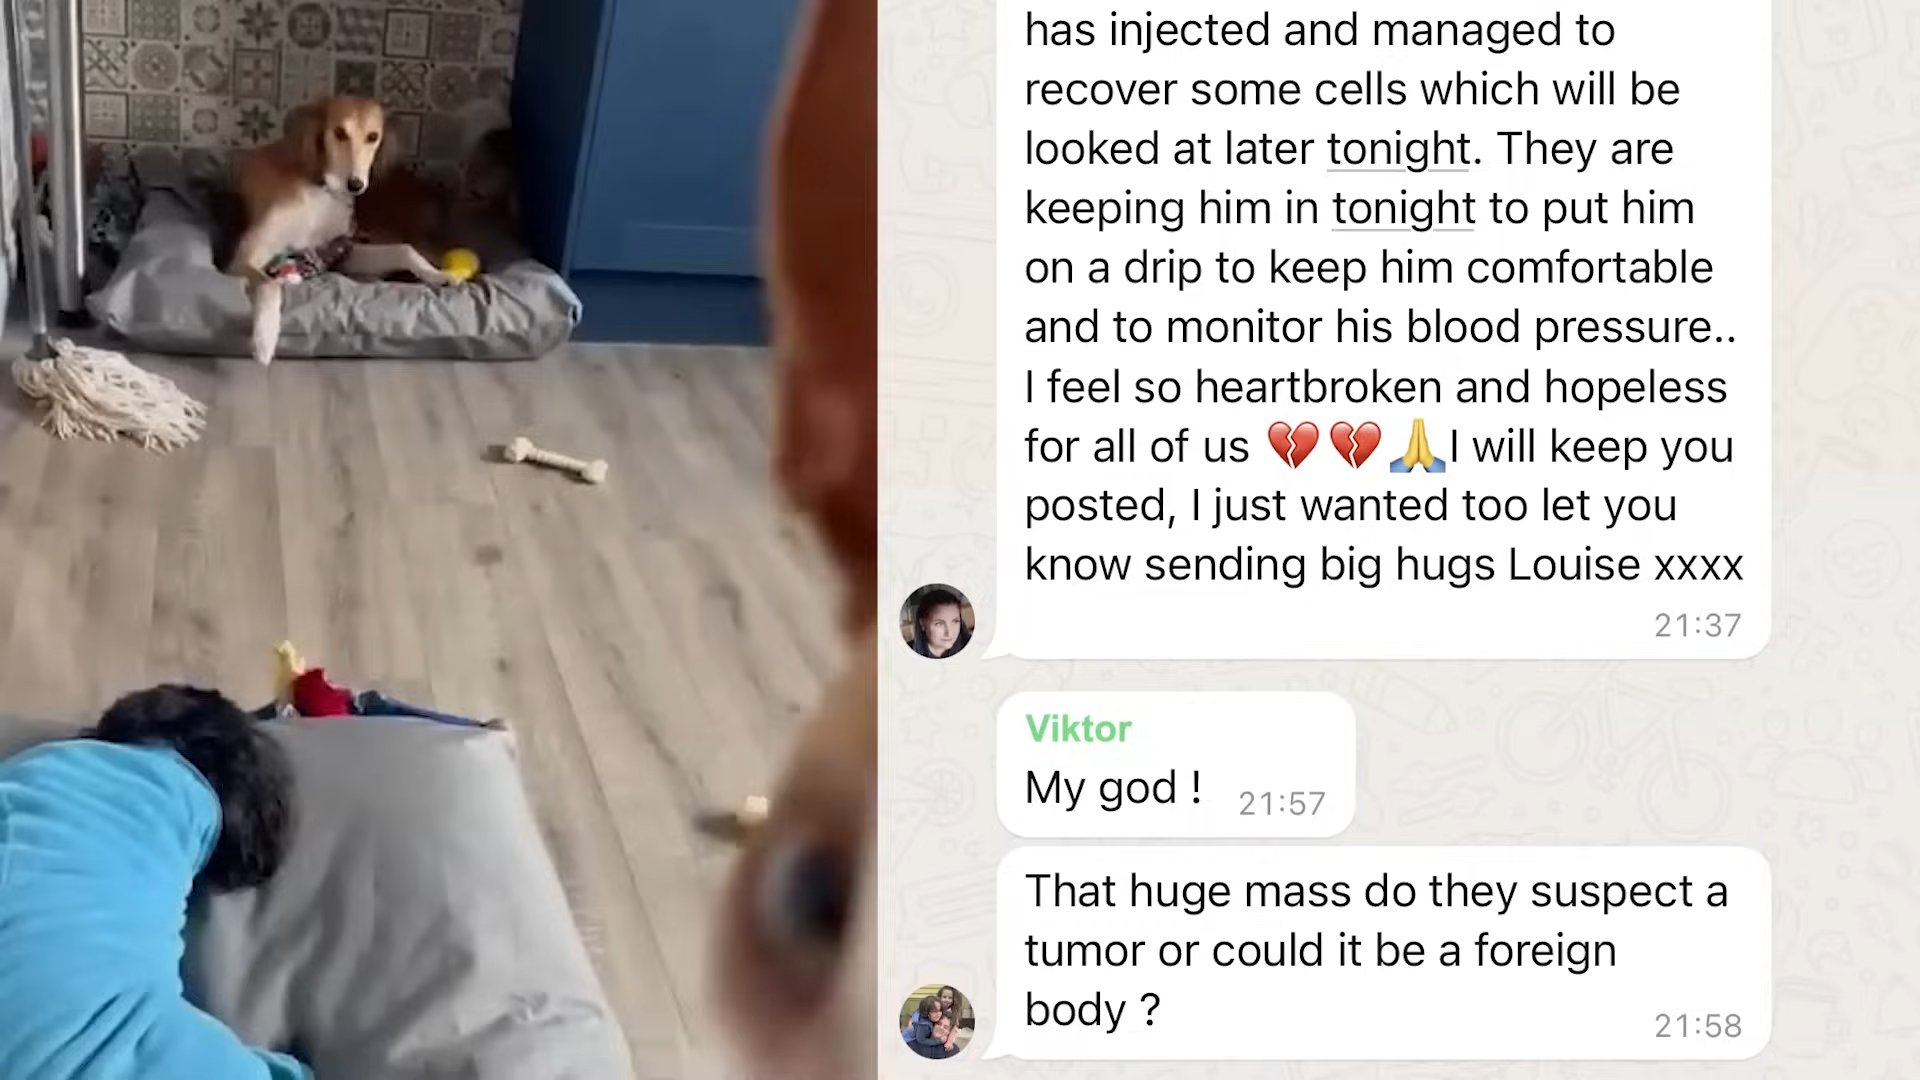 has injected and managed to
recover some cells which will be
looked at later tonight. They are
keeping him in tonight to put him
on a drip to keep him comfortable
and to monitor his blood pressure..
I feel so heartbroken and hopeless
for all of us 💔💔🙏I will keep you
posted, I just wanted too let you
know sending big hugs Louise xxxx
21:37
Viktor
My god ! 21:57
That huge mass do they suspect a
tumor or could it be a foreign
body ?
21:58